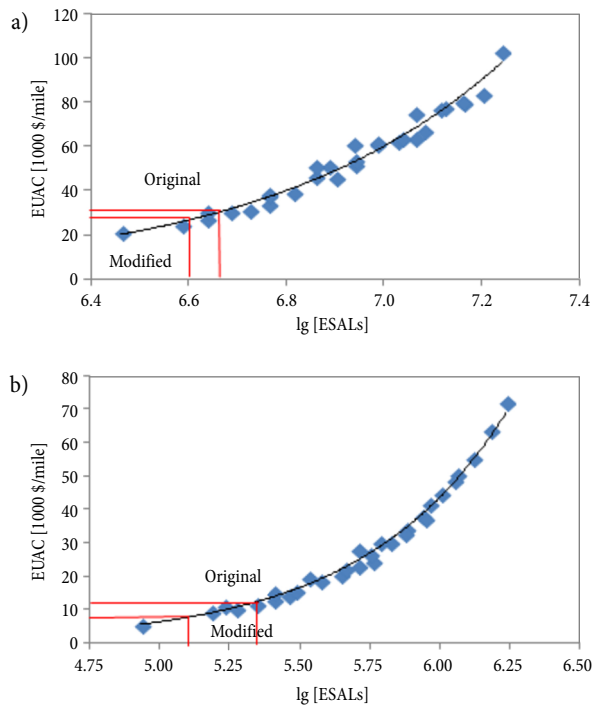 a)
120
100
80
60
40
20
0
EUAC [1000 $/mile]
Original
Modified
6.4 6.6 6.8 7.0 7.2 7.4
lg [ESALs]
b)
80
70
60
50
40
30
20
10
0
EUAC [1000 $/mile]
Original
Modified
4.75 5.00 5.25 5.50 5.75 6.00 6.25 6.50
lg [ESALs]